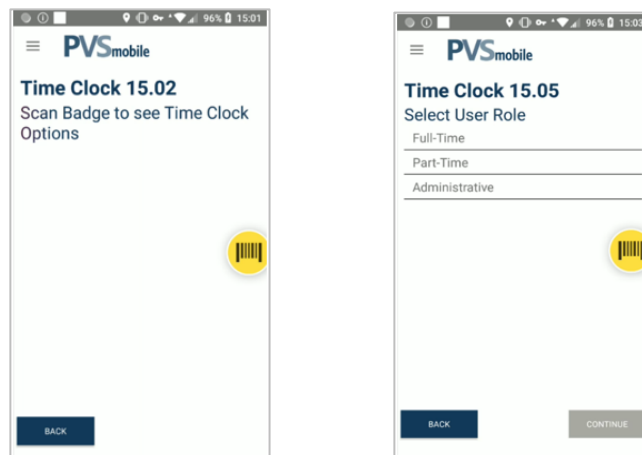 96% 15:01
PVSmobile
Time Clock 15.02
Scan Badge to see Time Clock
Options
BACK
96% 15:03
PVSmobile
Time Clock 15.05
Select User Role
Full-Time
Part-Time
Administrative
BACK
CONTINUE